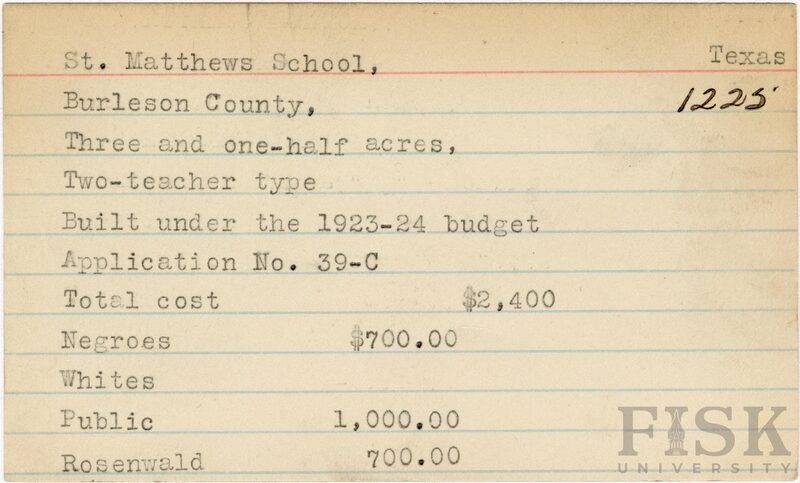 St. Matthews School, Texas
Burleson County, 1225
Three and one-half acres,
Two-teacher type
Built under the 1923-24 budget
Application No. 39-C
Total cost $2,400
Negroes $700.00
Whites
Public 1,000.00
Rosenwald 700.00
FISK
UNIVERSITY